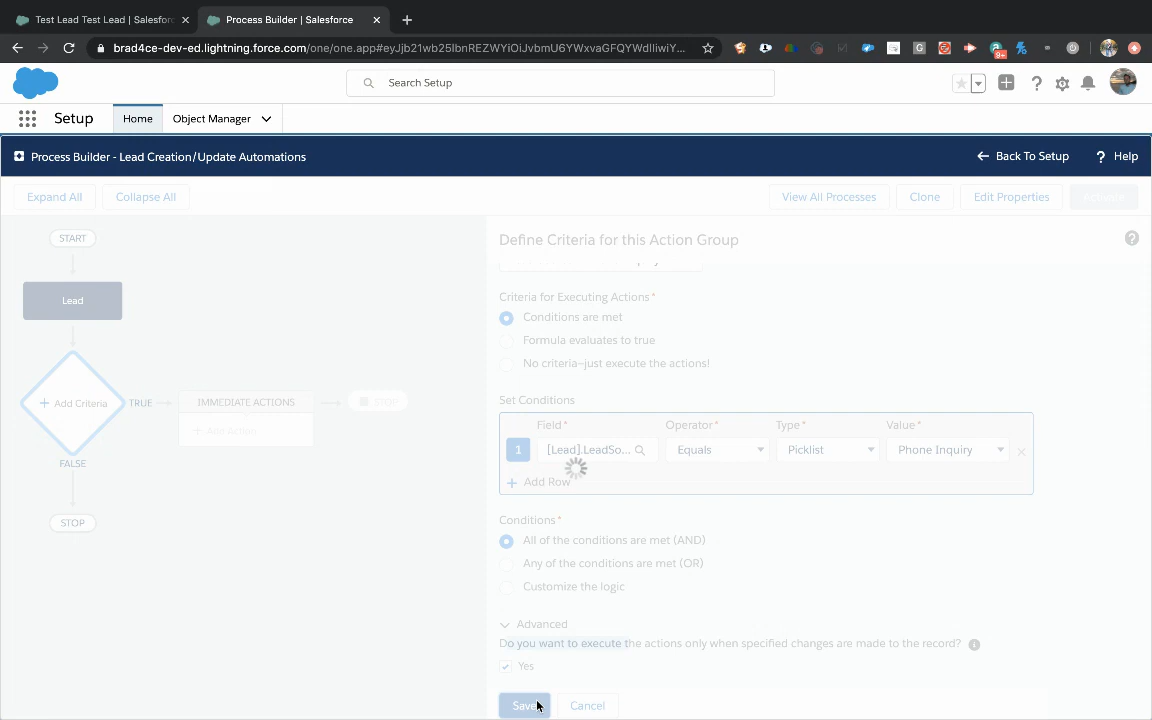 Test Lead Test Lead | Salesforc
Process Builder | Salesforce
brad4ce-dev-ed.lightning.force.com/one/one.app#eyJjb21wb25lbnREZWYiOiJvbmU6YWxvaGFQYWdlIiwiY...
9+
Search Setup
Setup
Home
Object Manager
Process Builder - Lead Creation/Update Automations
Back To Setup
? Help
Expand All
Collapse All
View All Processes
Clone
Edit Properties
Activate
START
Lead
+ Add Criteria
TRUE
IMMEDIATE ACTIONS
+ Add Action
STOP
FALSE
STOP
Define Criteria for this Action Group
Criteria for Executing Actions*
Conditions are met
Formula evaluates to true
No criteria—just execute the actions!
Set Conditions
Field*
Operator*
Type*
Value*
1
[Lead].LeadSo...
Equals
Picklist
Phone Inquiry
+ Add Row
Conditions*
All of the conditions are met (AND)
Any of the conditions are met (OR)
Customize the logic
Advanced
Do you want to execute the actions only when specified changes are made to the record?
Yes
Save
Cancel